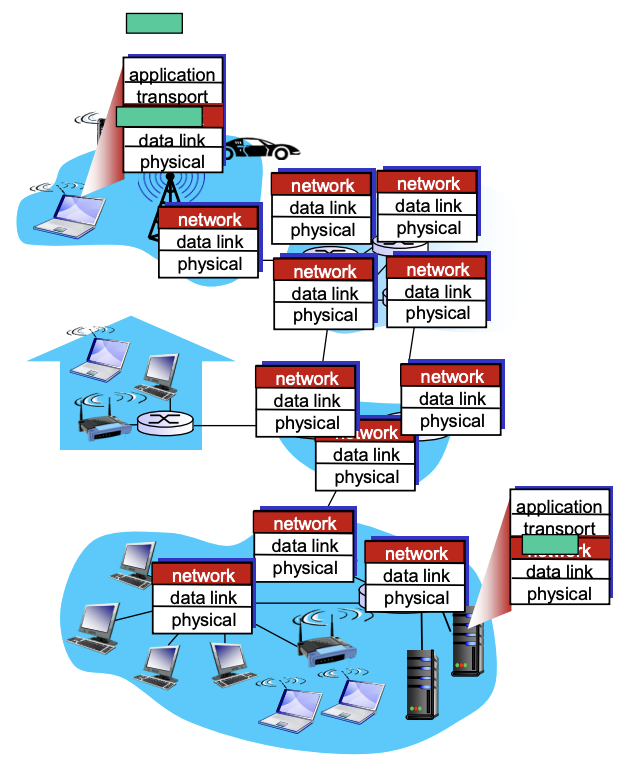 application
transport
data link
physical
network
data link
physical
network
data link
physical
network
data link
physical
network
data link
physical
network
data link
physical
network
data link
physical
network
data link
physical
network
data link
physical
application
transport
data link
physical
network
data link
physical
network
data link
physical
network
data link
physical